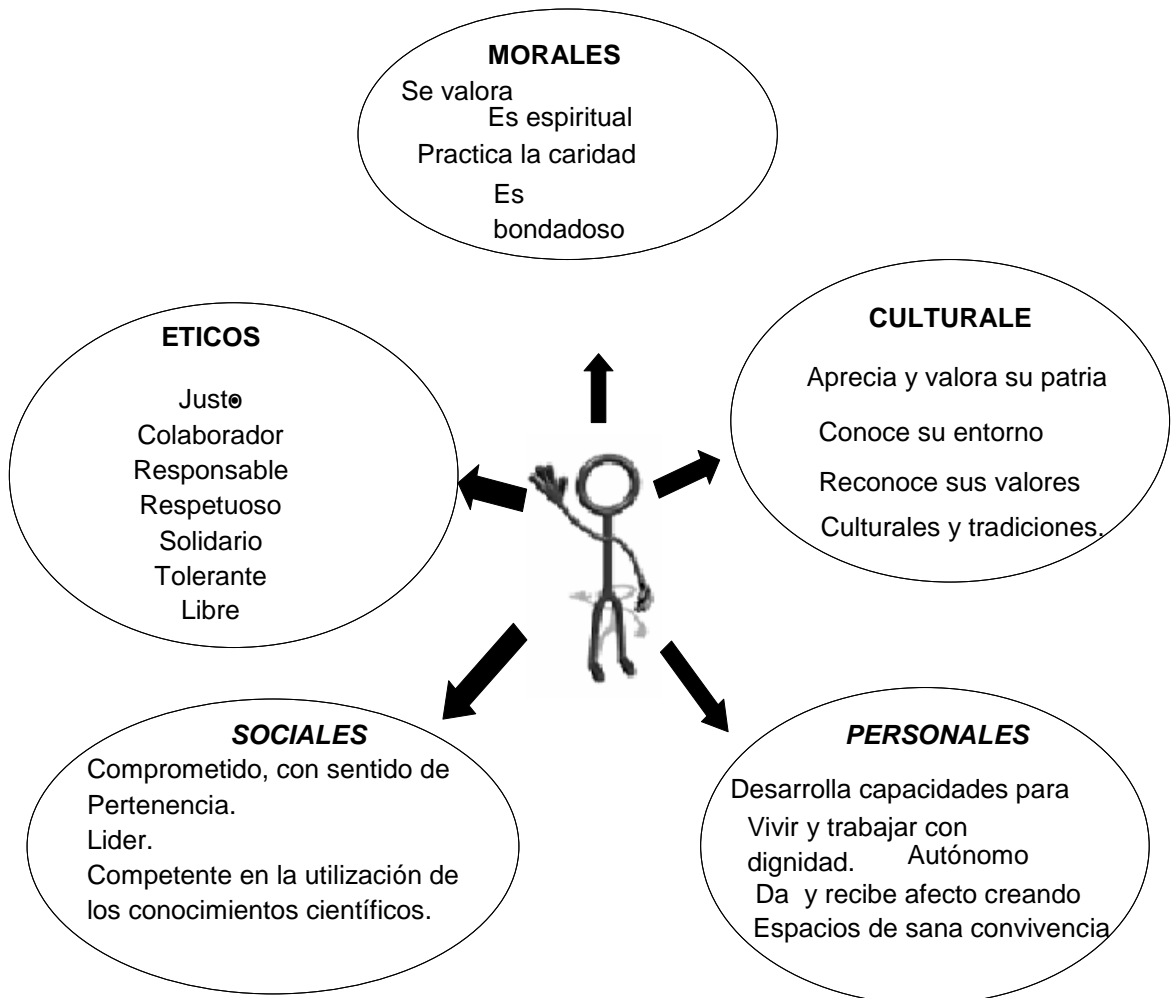 MORALES
Se valora
Es espiritual
Practica la caridad
Es
bondadoso
ETICOS
Justo
Colaborador
Responsable
Respetuoso
Solidario
Tolerante
Libre
CULTURALE
Aprecia y valora su patria
Conoce su entorno
Reconoce sus valores
Culturales y tradiciones.
SOCIALES
Comprometido, con sentido de
Pertenencia.
Lider.
Competente en la utilización de
los conocimientos científicos.
PERSONALES
Desarrolla capacidades para
Vivir y trabajar con
dignidad. Autónomo
Da y recibe afecto creando
Espacios de sana convivencia